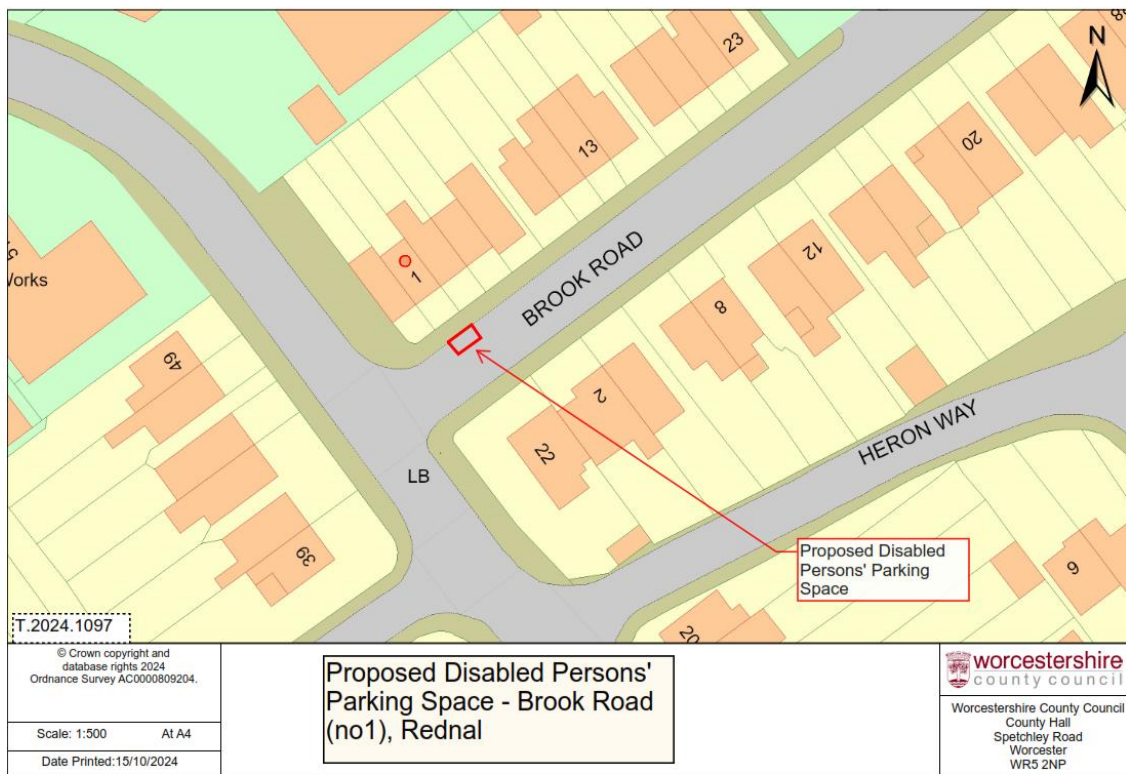 N
23
88
13
20
1
BROOK ROAD
12
51
Works
8
49
2
HERON WAY
22
LB
39
Proposed Disabled
Persons' Parking
Space
6
20
T.2024.1097
© Crown copyright and
database rights 2024
Ordnance Survey AC0000809204.
Scale: 1:500 At A4
Date Printed:15/10/2024
Proposed Disabled Persons'
Parking Space - Brook Road
(no1), Rednal
worcestershire
county council
Worcestershire County Council
County Hall
Spetchley Road
Worcester
WR5 2NP